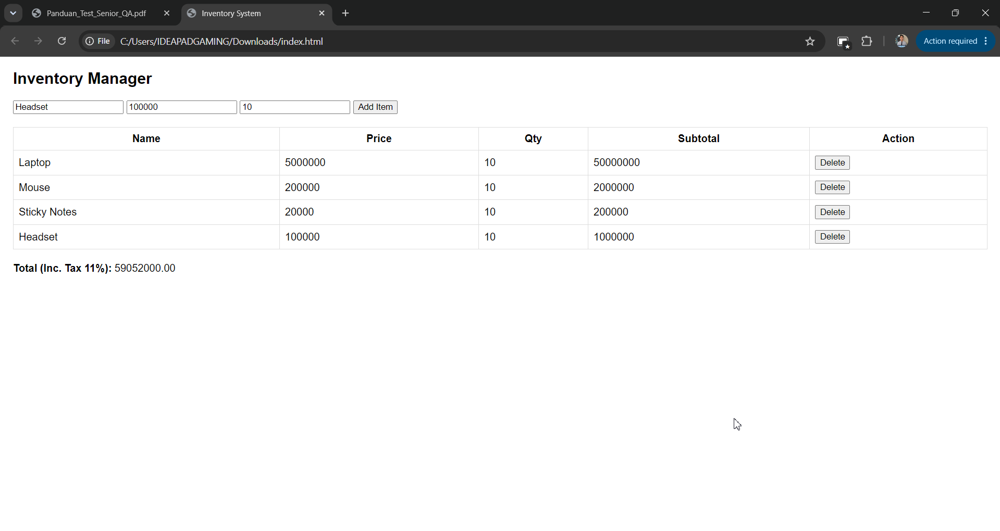 Panduan_Test_Senior_QA.pdf
Inventory System
File C:/Users/IDEAPADGAMING/Downloads/index.html
Action required
Inventory Manager
Headset 100000 10 Add Item
Name Price Qty Subtotal Action
Laptop 5000000 10 50000000 Delete
Mouse 200000 10 2000000 Delete
Sticky Notes 20000 10 200000 Delete
Headset 100000 10 1000000 Delete
Total (Inc. Tax 11%): 59052000.00